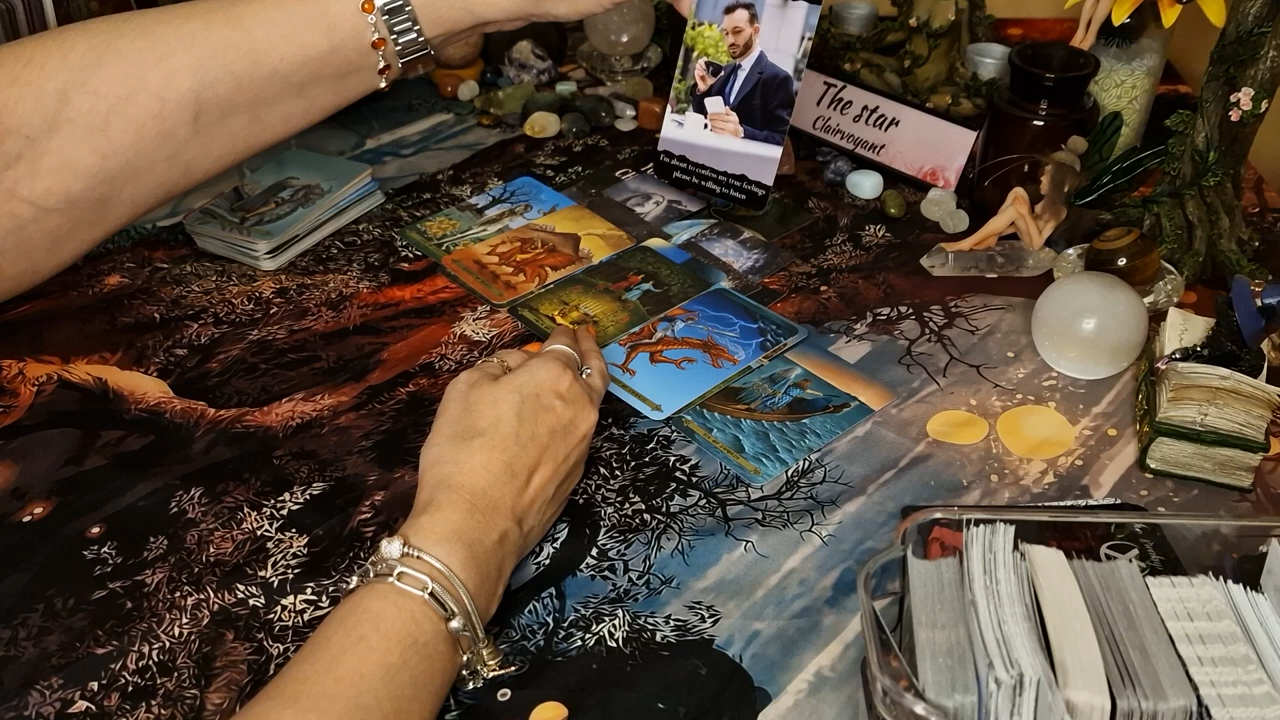 The star
Clairvoyant
I'm about to confess my true feelings
please be willing to listen